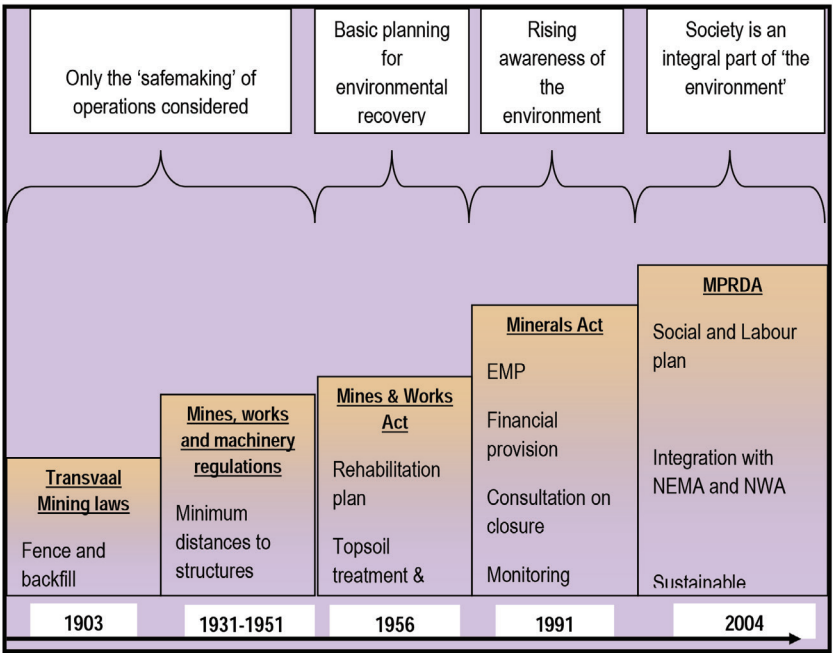 Only the ‘safemaking’ of
operations considered
Basic planning
for
environmental
recovery
Rising
awareness of
the
environment
Society is an
integral part of ‘the
environment’
Transvaal
Mining laws
Fence and
backfill
Mines, works
and machinery
regulations
Minimum
distances to
structures
Mines & Works
Act
Rehabilitation
plan
Topsoil
treatment &
Minerals Act
EMP
Financial
provision
Consultation on
closure
Monitoring
MPRDA
Social and Labour
plan
Integration with
NEMA and NWA
Sustainable
1903
1931-1951
1956
1991
2004